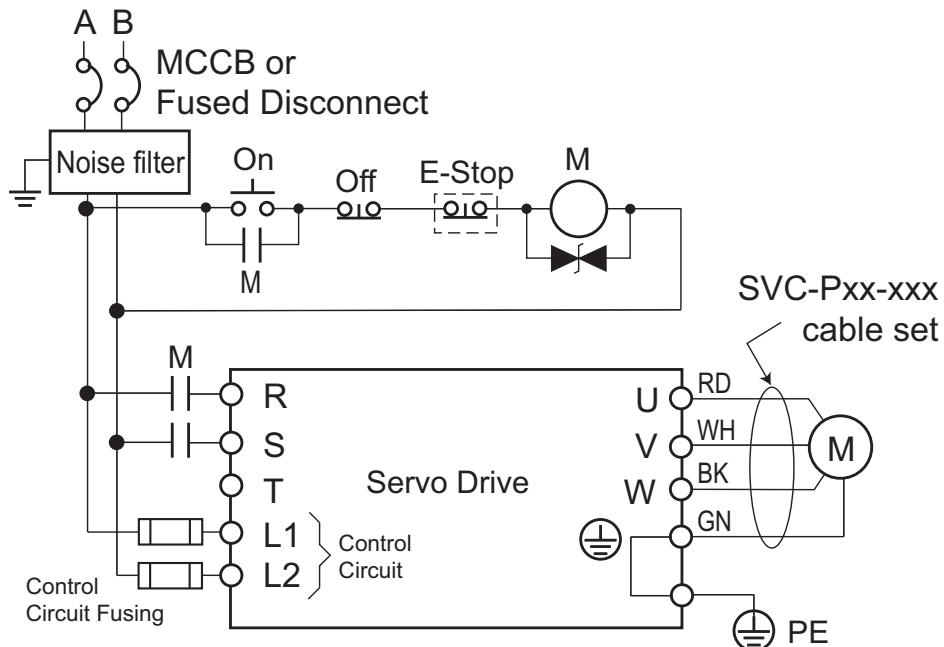 A B
MCCB or
Fused Disconnect
Noise filter
On
Off
E-Stop
M
M
SVC-Pxx-xxx
cable set
M
R
S
T
L1
L2
Control
Circuit
Control
Circuit Fusing
Servo Drive
U
V
W
RD
WH
BK
GN
M
PE